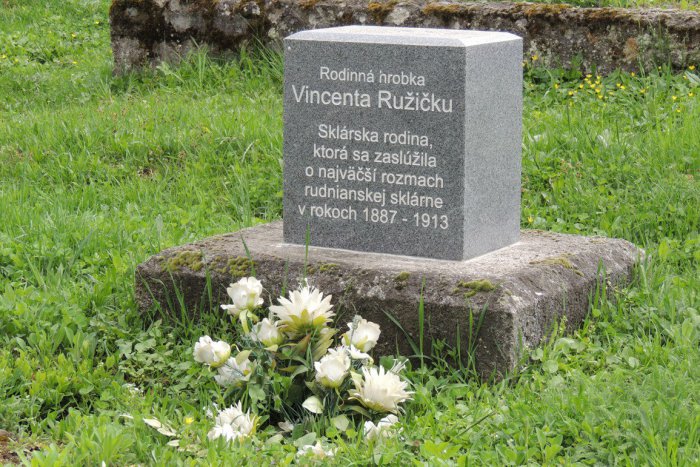 Rodinná hrobka
Vincenta Ružičku
Sklárska rodina,
ktorá sa zaslúžila
o najväčší rozmach
rudnianskej sklárne
v rokoch 1887 - 1913